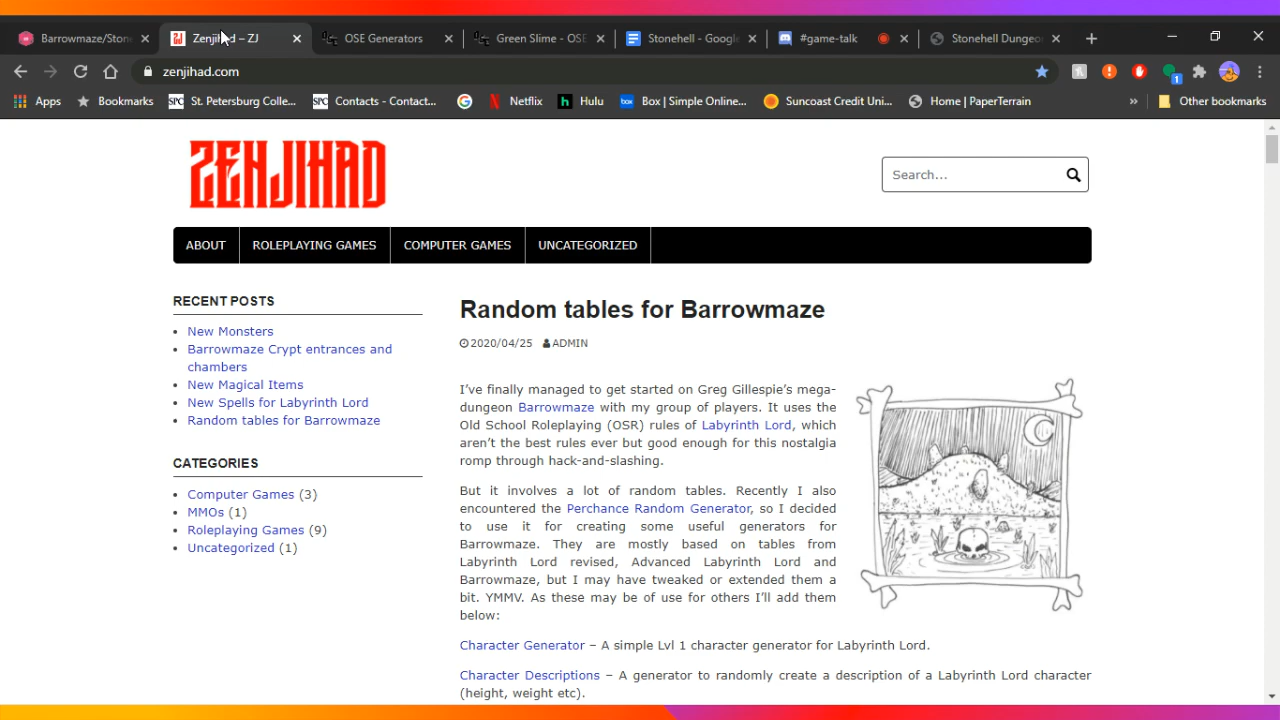 Barrowmaze/Ston
Zenjihad – ZJ
OSE Generators
Green Slime - OSE
Stonehell - Google
#game-talk
Stonehell Dungeo
zenjihad.com
1
Apps
Bookmarks
SPC St. Petersburg Colle...
SPC Contacts - Contact...
G
N Netflix
h Hulu
box Box | Simple Online...
Suncoast Credit Uni...
Home | PaperTerrain
»
Other bookmarks
ZENJIHAD
Search...
ABOUT
ROLEPLAYING GAMES
COMPUTER GAMES
UNCATEGORIZED
RECENT POSTS
New Monsters
Barrowmaze Crypt entrances and
chambers
New Magical Items
New Spells for Labyrinth Lord
Random tables for Barrowmaze
CATEGORIES
Computer Games (3)
MMOs (1)
Roleplaying Games (9)
Uncategorized (1)
Random tables for Barrowmaze
2020/04/25 ADMIN
I've finally managed to get started on Greg Gillespie's mega-
dungeon Barrowmaze with my group of players. It uses the
Old School Roleplaying (OSR) rules of Labyrinth Lord, which
aren't the best rules ever but good enough for this nostalgia
romp through hack-and-slashing.
But it involves a lot of random tables. Recently I also
encountered the Perchance Random Generator, so I decided
to use it for creating some useful generators for
Barrowmaze. They are mostly based on tables from
Labyrinth Lord revised, Advanced Labyrinth Lord and
Barrowmaze, but I may have tweaked or extended them a
bit. YMMV. As these may be of use for others I'll add them
below:
Character Generator – A simple Lvl 1 character generator for Labyrinth Lord.
Character Descriptions – A generator to randomly create a description of a Labyrinth Lord character
(height, weight etc).